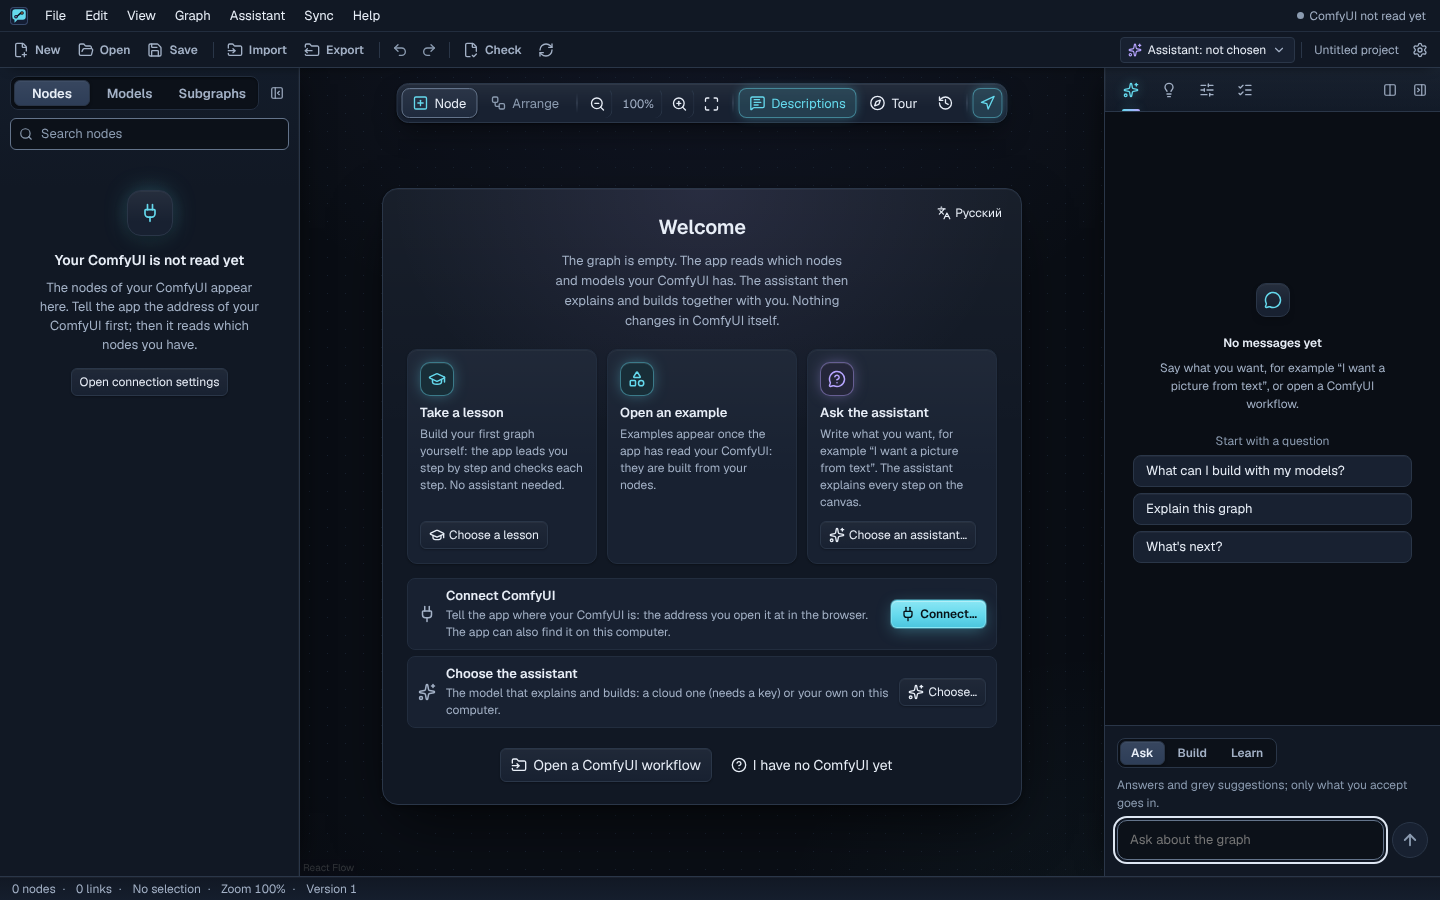 File Edit View Graph Assistant Sync Help
ComfyUI not read yet
New Open Save Import Export Check
Assistant: not chosen
Untitled project
Nodes Models Subgraphs
Search nodes
Your ComfyUI is not read yet
The nodes of your ComfyUI appear
here. Tell the app the address of your
ComfyUI first; then it reads which
nodes you have.
Open connection settings
Node Arrange 100% Descriptions Tour
Русский
Welcome
The graph is empty. The app reads which nodes
and models your ComfyUI has. The assistant then
explains and builds together with you. Nothing
changes in ComfyUI itself.
Take a lesson
Build your first graph
yourself: the app leads you
step by step and checks each
step. No assistant needed.
Choose a lesson
Open an example
Examples appear once the
app has read your ComfyUI:
they are built from your
nodes.
Ask the assistant
Write what you want, for
example “I want a picture
from text”. The assistant
explains every step on the
canvas.
Choose an assistant...
Connect ComfyUI
Tell the app where your ComfyUI is: the address you open it at in the browser.
The app can also find it on this computer.
Connect...
Choose the assistant
The model that explains and builds: a cloud one (needs a key) or your own on this
computer.
Choose...
Open a ComfyUI workflow
I have no ComfyUI yet
React Flow
No messages yet
Say what you want, for example “I want a
picture from text”, or open a ComfyUI
workflow.
Start with a question
What can I build with my models?
Explain this graph
What's next?
Ask Build Learn
Answers and grey suggestions; only what you accept
goes in.
Ask about the graph
0 nodes · 0 links · No selection · Zoom 100% · Version 1